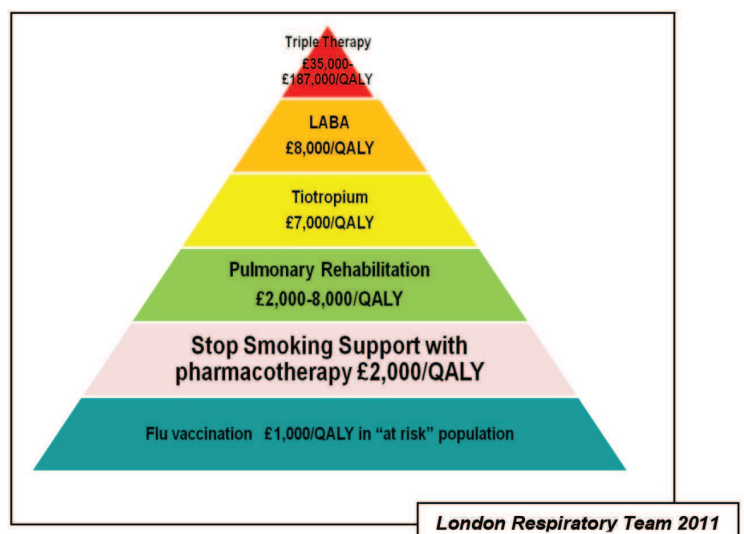 Triple Therapy
£35,000-
£187,000/QALY
LABA
£8,000/QALY
Tiotropium
£7,000/QALY
Pulmonary Rehabilitation
£2,000-8,000/QALY
Stop Smoking Support with
pharmacotherapy £2,000/QALY
Flu vaccination £1,000/QALY in “at risk” population
London Respiratory Team 2011